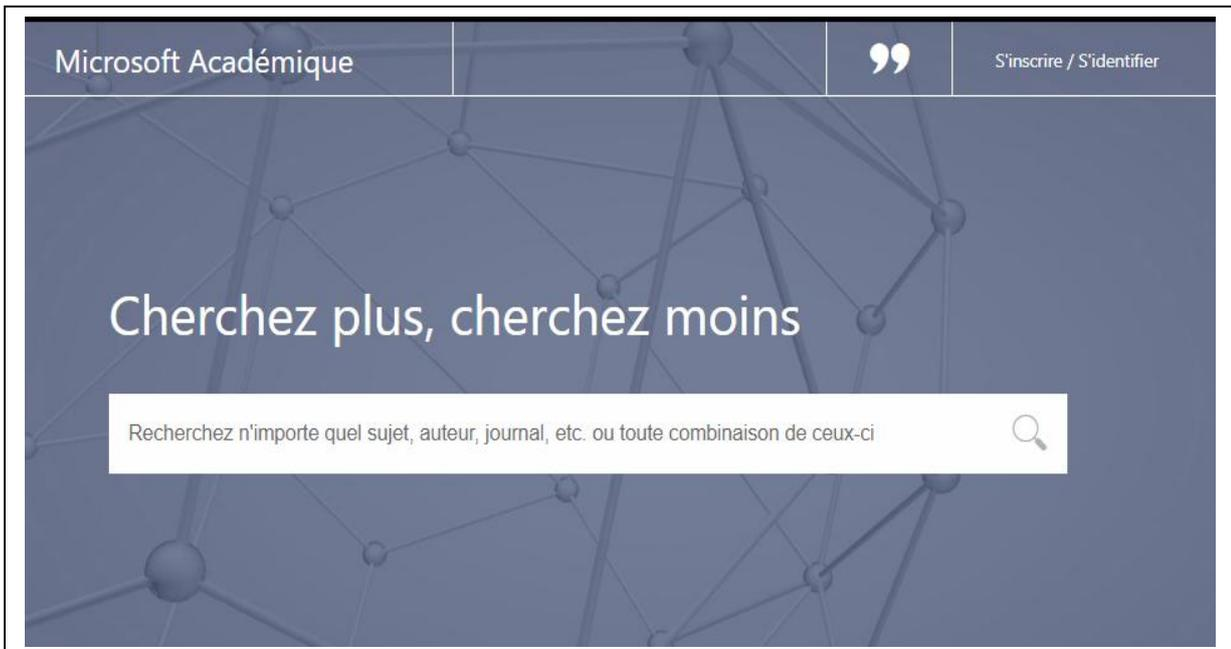 Microsoft Académique
S'inscrire / S'identifier
Cherchez plus, cherchez moins
Recherchez n'importe quel sujet, auteur, journal, etc. ou toute combinaison de ceux-ci